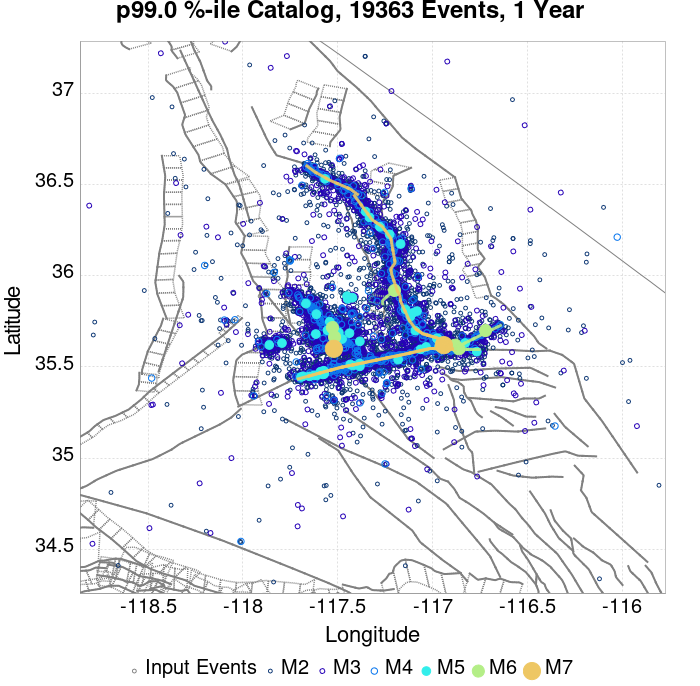 p99.0 %-ile Catalog, 19363 Events, 1 Year
37
36.5
36
35.5
35
34.5
Latitude
-118.5 -118 -117.5 -117 -116.5 -116
Longitude
Input Events M2 M3 M4 M5 M6 M7